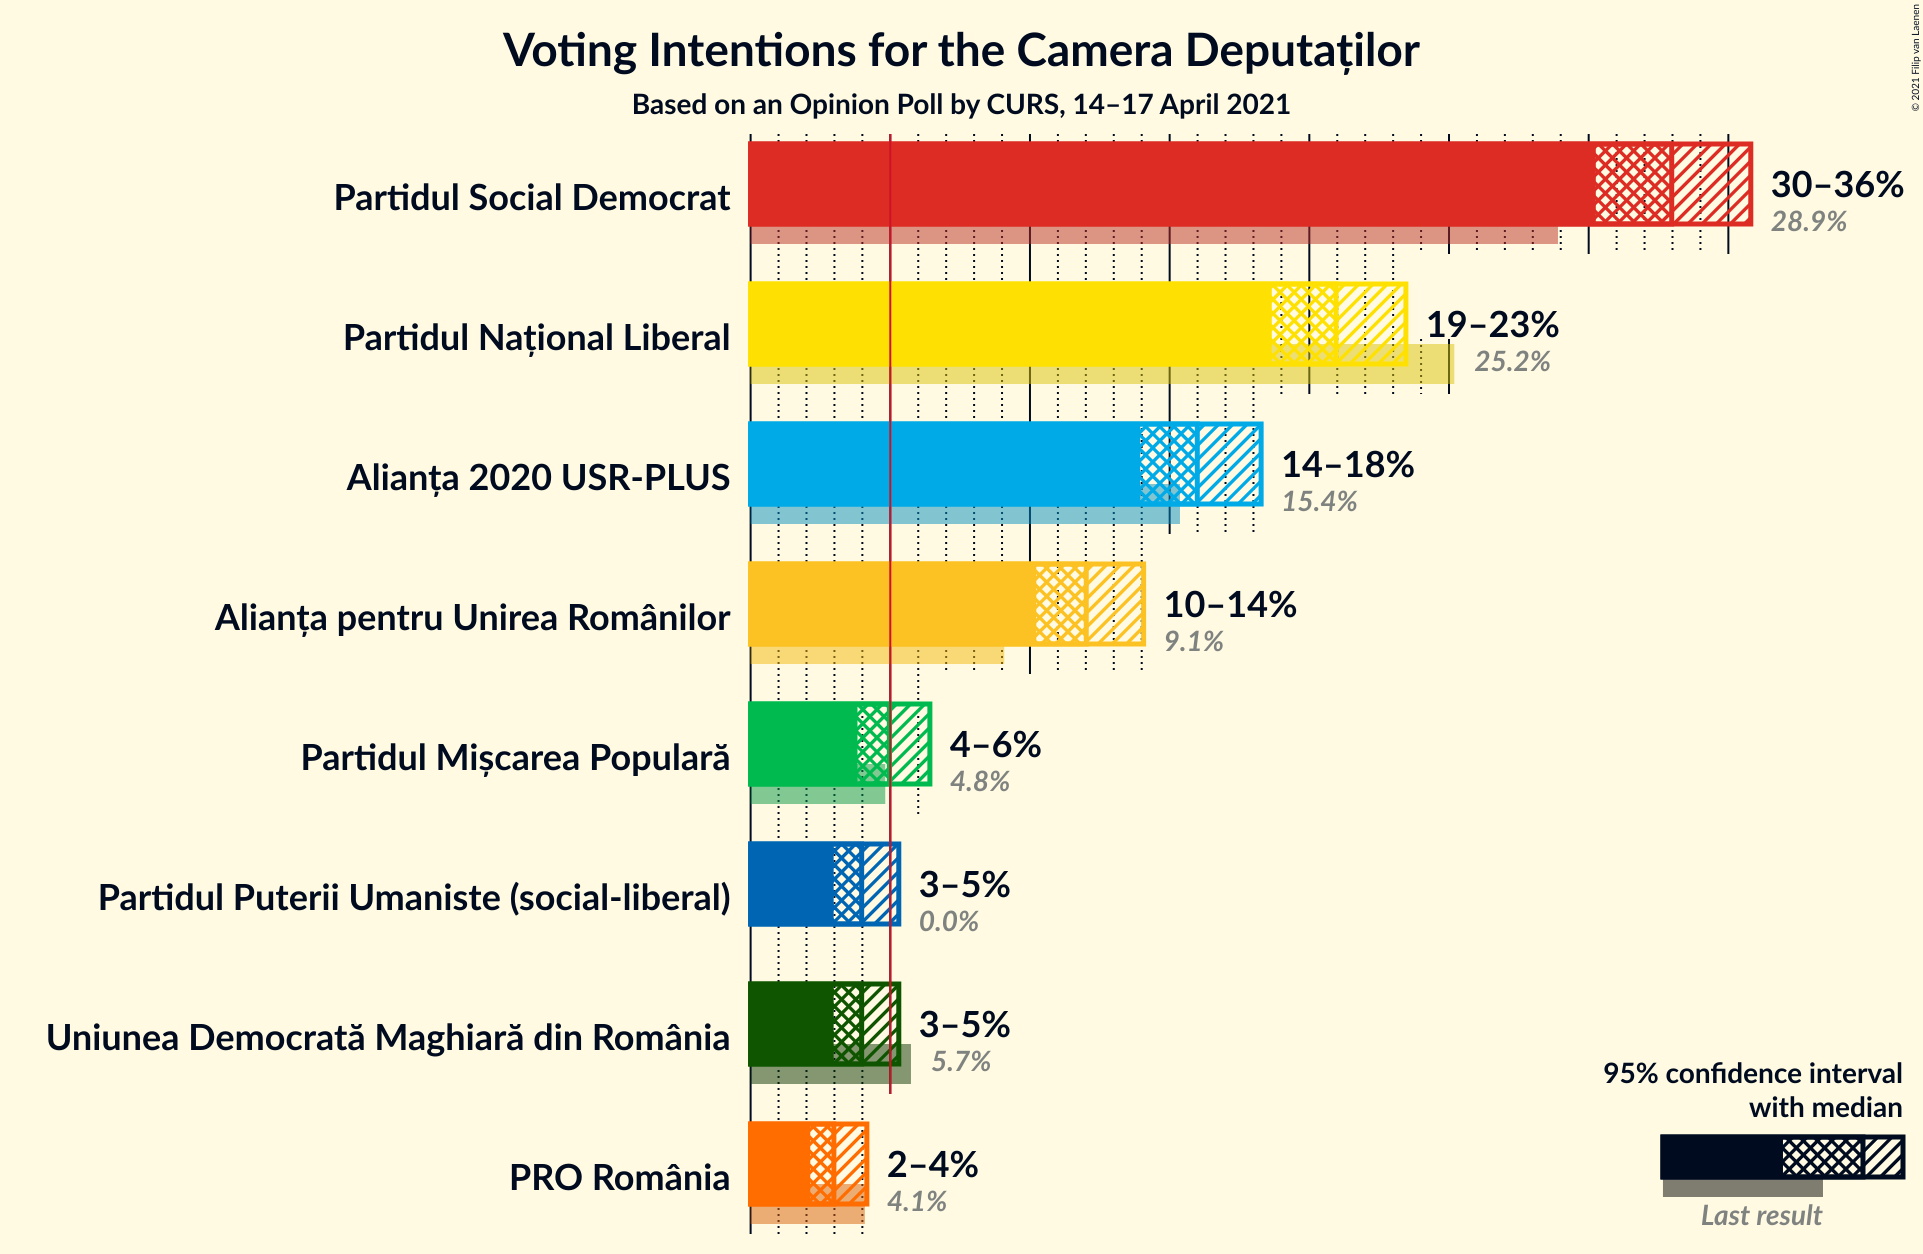 Voting Intentions for the Camera Deputaților
Based on an Opinion Poll by CURS, 14–17 April 2021
© 2021 Filip van Laenen
Partidul Social Democrat
30–36%
28.9%
Partidul Național Liberal
19–23%
25.2%
Alianța 2020 USR-PLUS
14–18%
15.4%
Alianța pentru Unirea Românilor
10–14%
9.1%
Partidul Mișcarea Populară
4–6%
4.8%
Partidul Puterii Umaniste (social-liberal)
3–5%
0.0%
Uniunea Democrată Maghiară din România
3–5%
5.7%
PRO România
2–4%
4.1%
95% confidence interval
with median
Last result